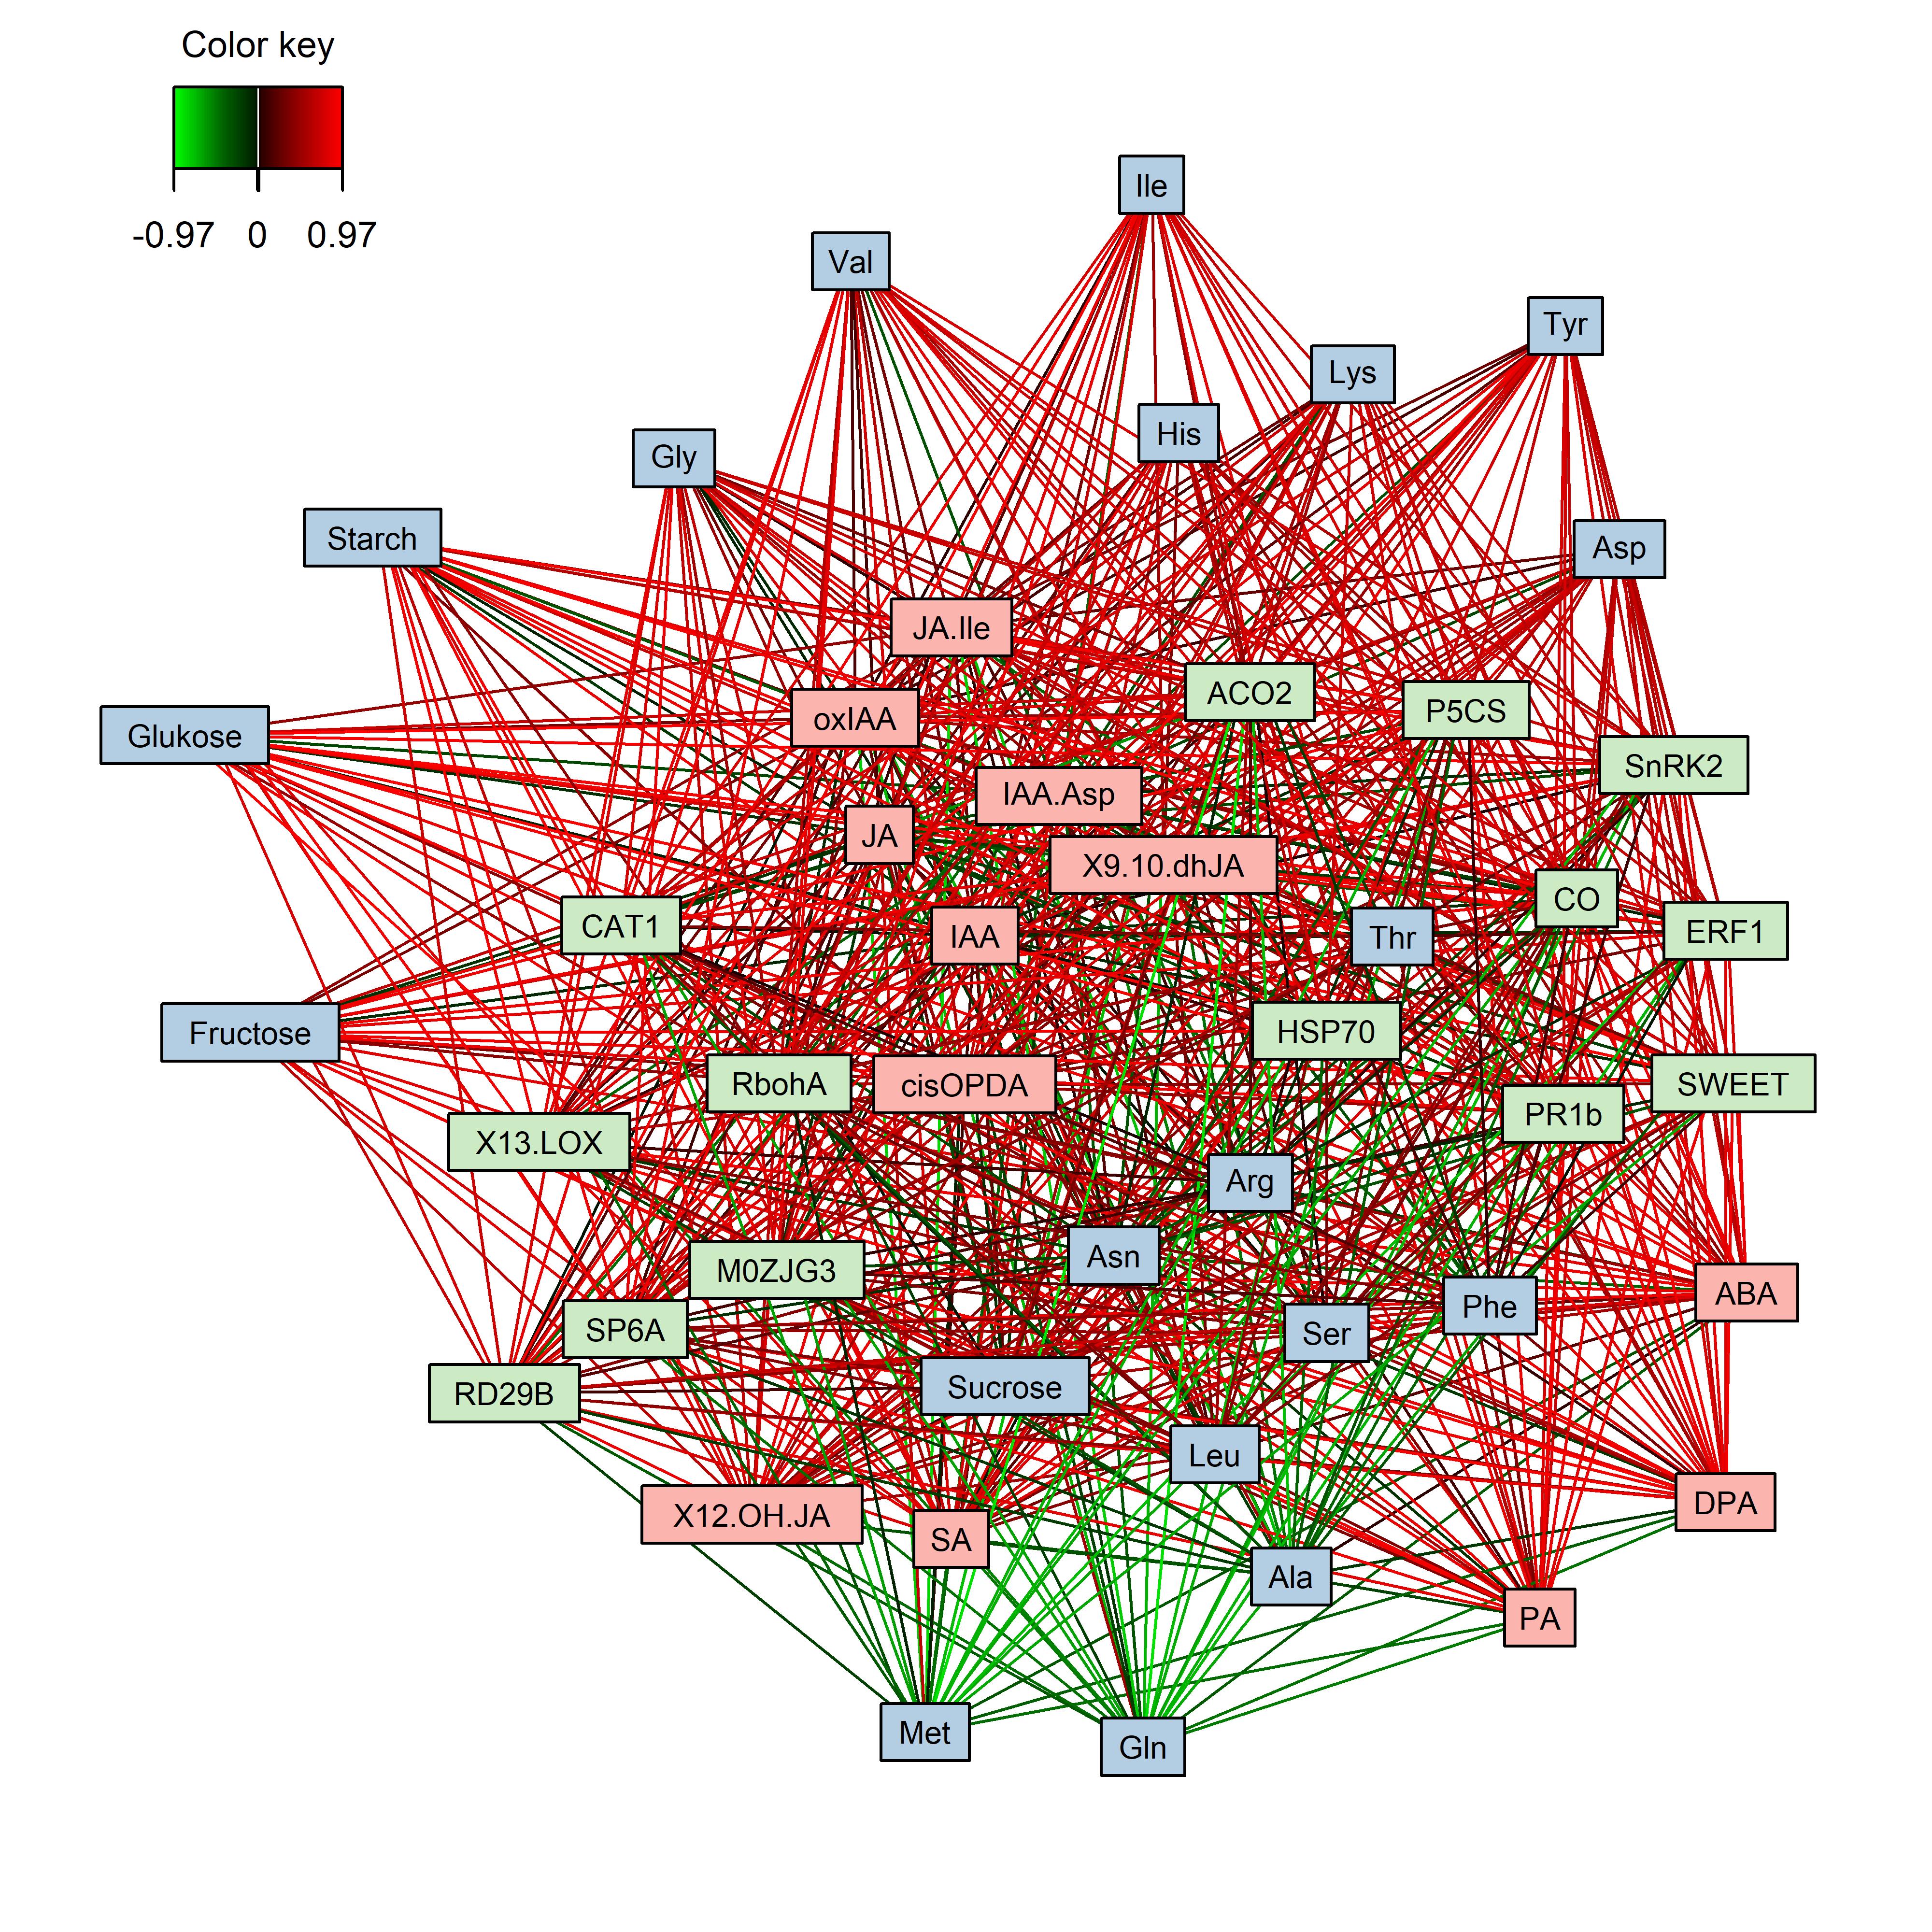 Color key
-0.97 0 0.97
Ile
Val
Tyr
Lys
His
Gly
Starch
Asp
JA.Ile
ACO2
P5CS
oxIAA
Glukose
SnRK2
IAA.Asp
JA
X9.10.dhJA
CO
CAT1
ERF1
IAA
Thr
Fructose
HSP70
RbohA
cisOPDA
SWEET
PR1b
X13.LOX
Arg
Asn
M0ZJG3
ABA
Phe
SP6A
Ser
Sucrose
RD29B
Leu
DPA
X12.OH.JA
SA
Ala
PA
Met
Gln